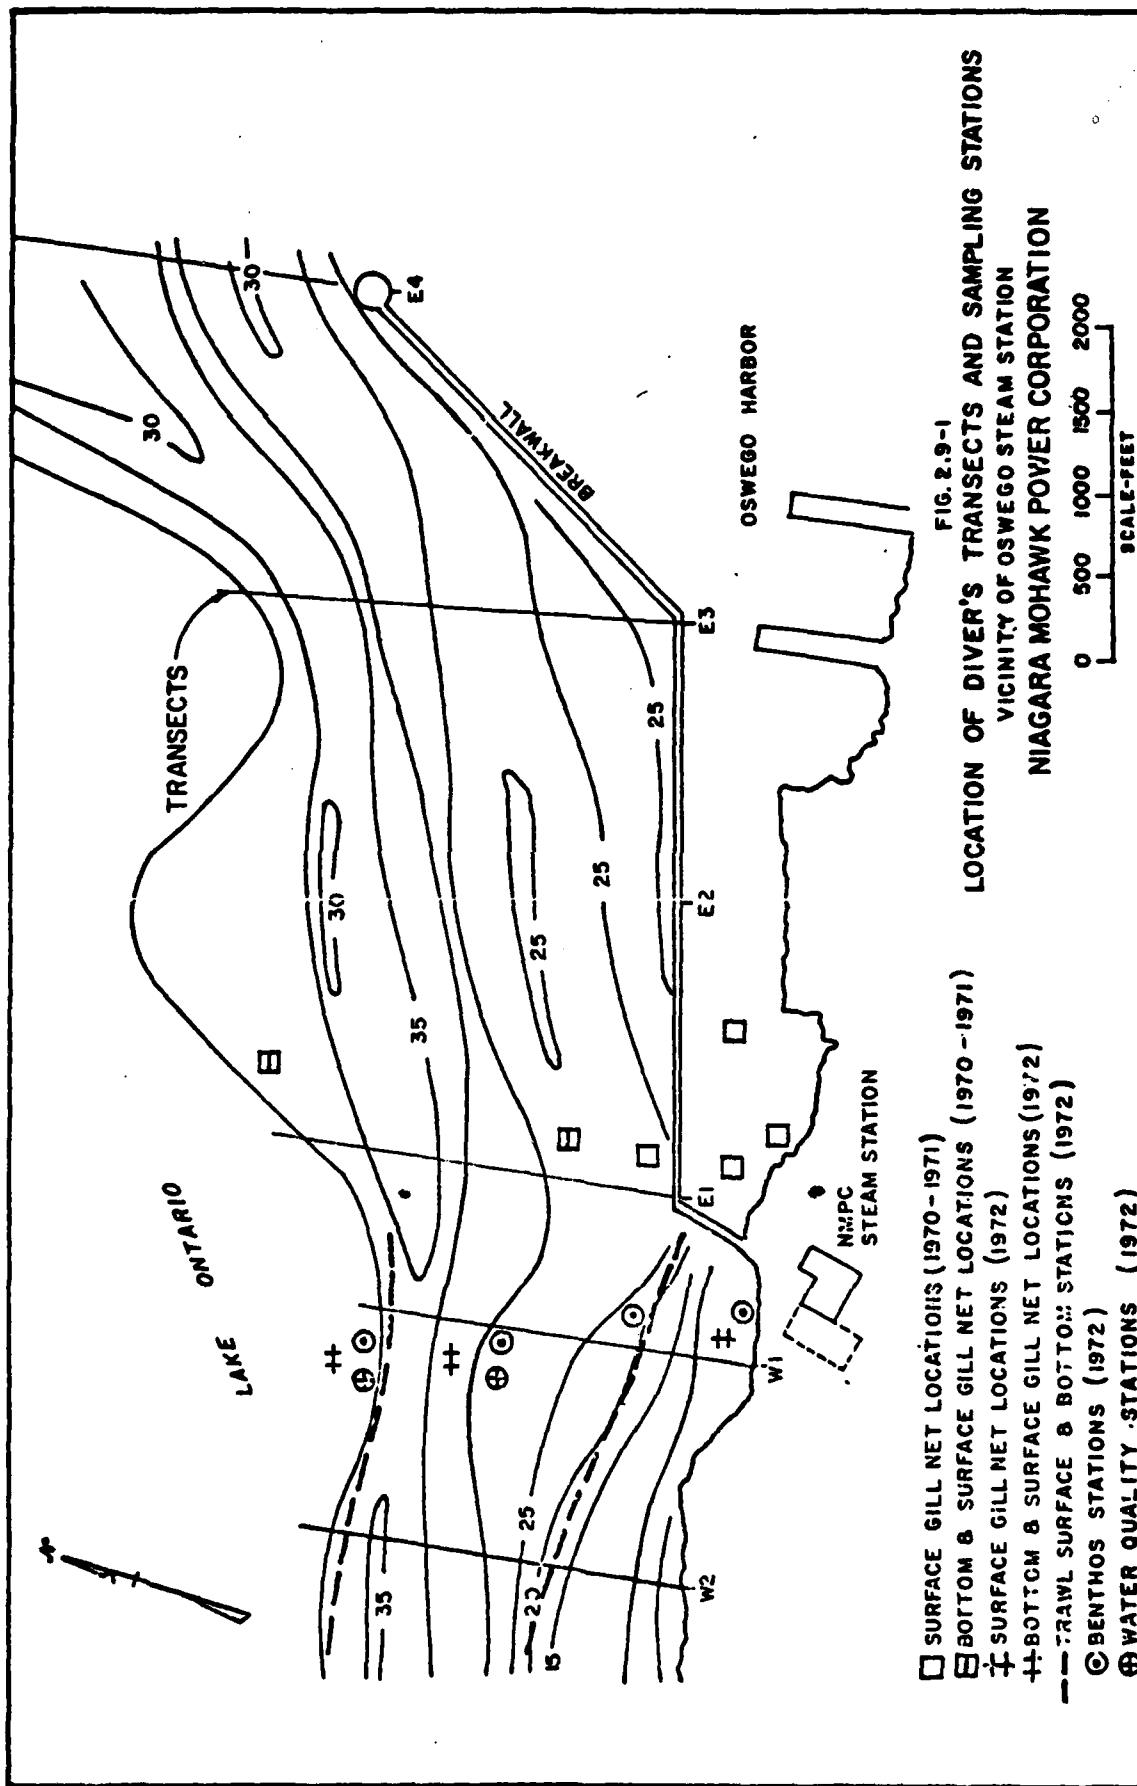 TRANSECTS
LAKE
ONTARIO
30
30
30
35
35
25
25
25
25
20
15
BREAKWALL
OSWEGO HARBOR
W2
W1
E1
E2
E3
E4
NMPC
STEAM STATION
FIG. 2.9-1
LOCATION OF DIVER'S TRANSECTS AND SAMPLING STATIONS
VICINITY OF OSWEGO STEAM STATION
NIAGARA MOHAWK POWER CORPORATION
0 500 1000 1500 2000
SCALE-FEET
SURFACE GILL NET LOCATIONS (1970-1971)
BOTTOM & SURFACE GILL NET LOCATIONS (1970-1971)
SURFACE GILL NET LOCATIONS (1972)
BOTTOM & SURFACE GILL NET LOCATIONS (1972)
TRAWL SURFACE & BOTTOM STATIONS (1972)
BENTHOS STATIONS (1972)
WATER QUALITY STATIONS (1972)